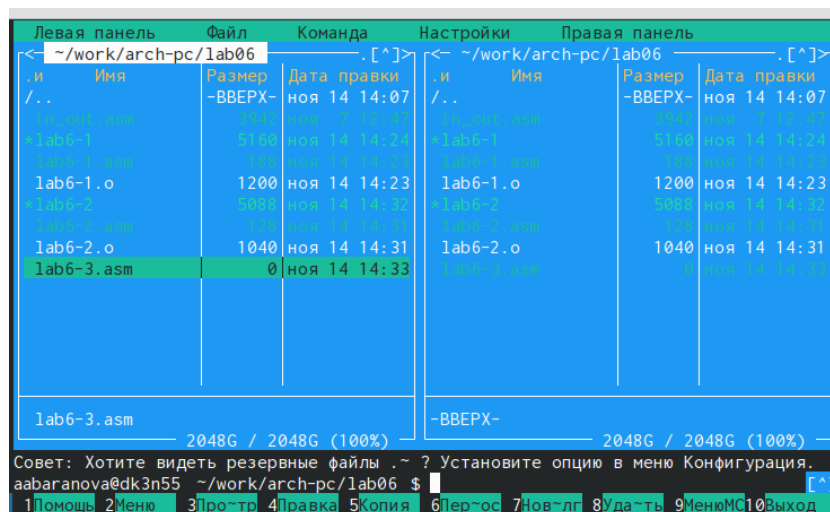 Левая панель Файл Команда Настройки Правая панель
<─ ~/work/arch-pc/lab06 ─.[^]> <─ ~/work/arch-pc/lab06 ─.[^]>
.и Имя Размер Дата правки .и Имя Размер Дата правки
/.. -ВВЕРХ- ноя 14 14:07 /.. -ВВЕРХ- ноя 14 14:07
in_out.asm 3942 ноя 7 12:47 in_out.asm 3942 ноя 7 12:47
*lab6-1 5160 ноя 14 14:24 *lab6-1 5160 ноя 14 14:24
lab6-1.asm 188 ноя 14 14:23 lab6-1.asm 188 ноя 14 14:23
lab6-1.o 1200 ноя 14 14:23 lab6-1.o 1200 ноя 14 14:23
*lab6-2 5088 ноя 14 14:32 *lab6-2 5088 ноя 14 14:32
lab6-2.asm 128 ноя 14 14:31 lab6-2.asm 128 ноя 14 14:31
lab6-2.o 1040 ноя 14 14:31 lab6-2.o 1040 ноя 14 14:31
lab6-3.asm 0 ноя 14 14:33 lab6-3.asm 0 ноя 14 14:33
lab6-3.asm -ВВЕРХ-
2048G / 2048G (100%) 2048G / 2048G (100%)
Совет: Хотите видеть резервные файлы .~ ? Установите опцию в меню Конфигурация.
aabaranova@dk3n55 ~/work/arch-pc/lab06 $ [^
1Помощь 2Меню 3Про~тр 4Правка 5Копия 6Пер~ос 7Нов~лг 8Уда~ть 9МенюMC 10Выход